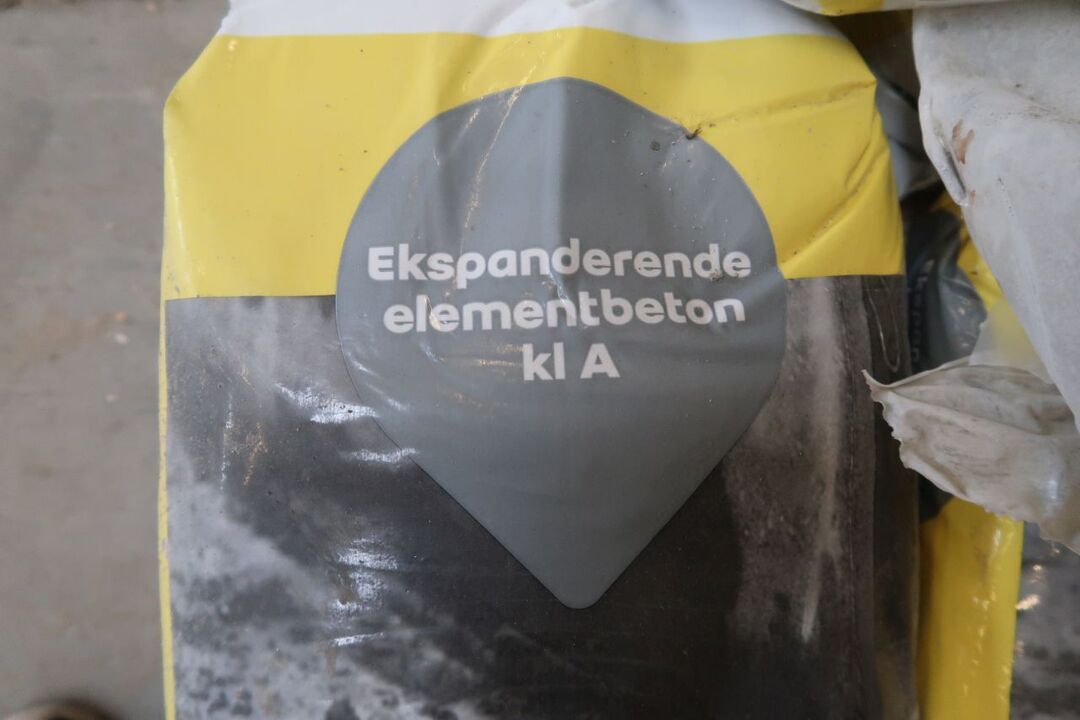 Ekspanderende
elementbeton
kl A